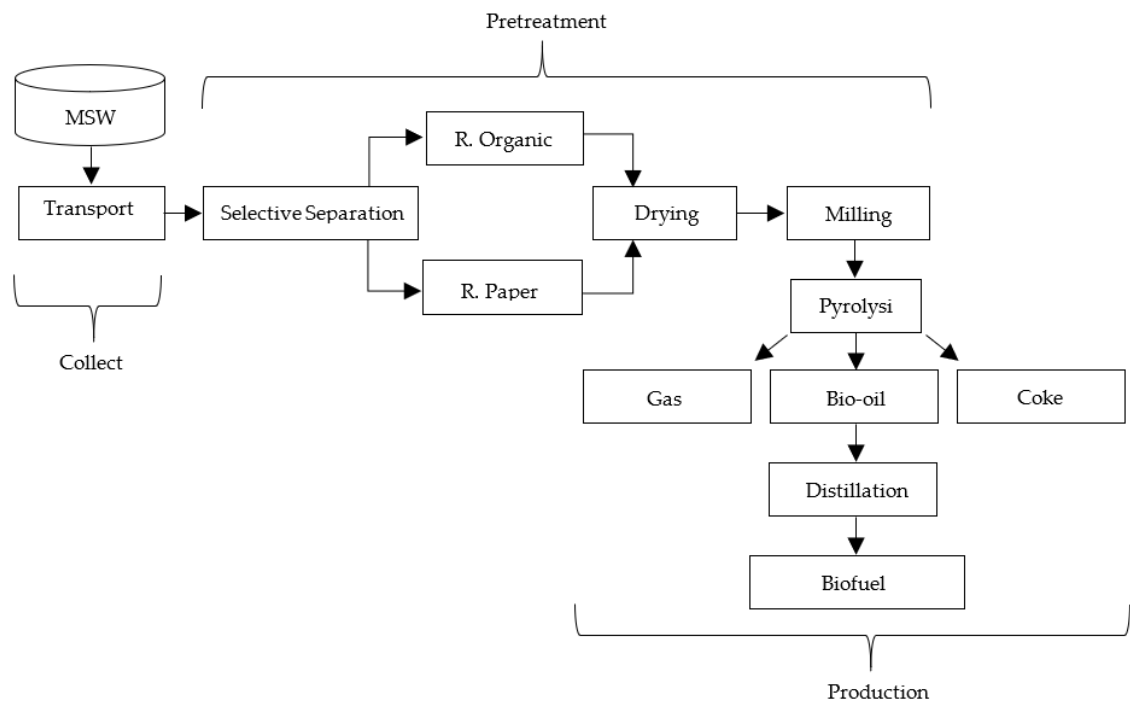 Pretreatment
MSW
R. Organic
Transport
Selective Separation
Drying
Milling
R. Paper
Pyrolysi
Collect
Gas
Bio-oil
Coke
Distillation
Biofuel
Production